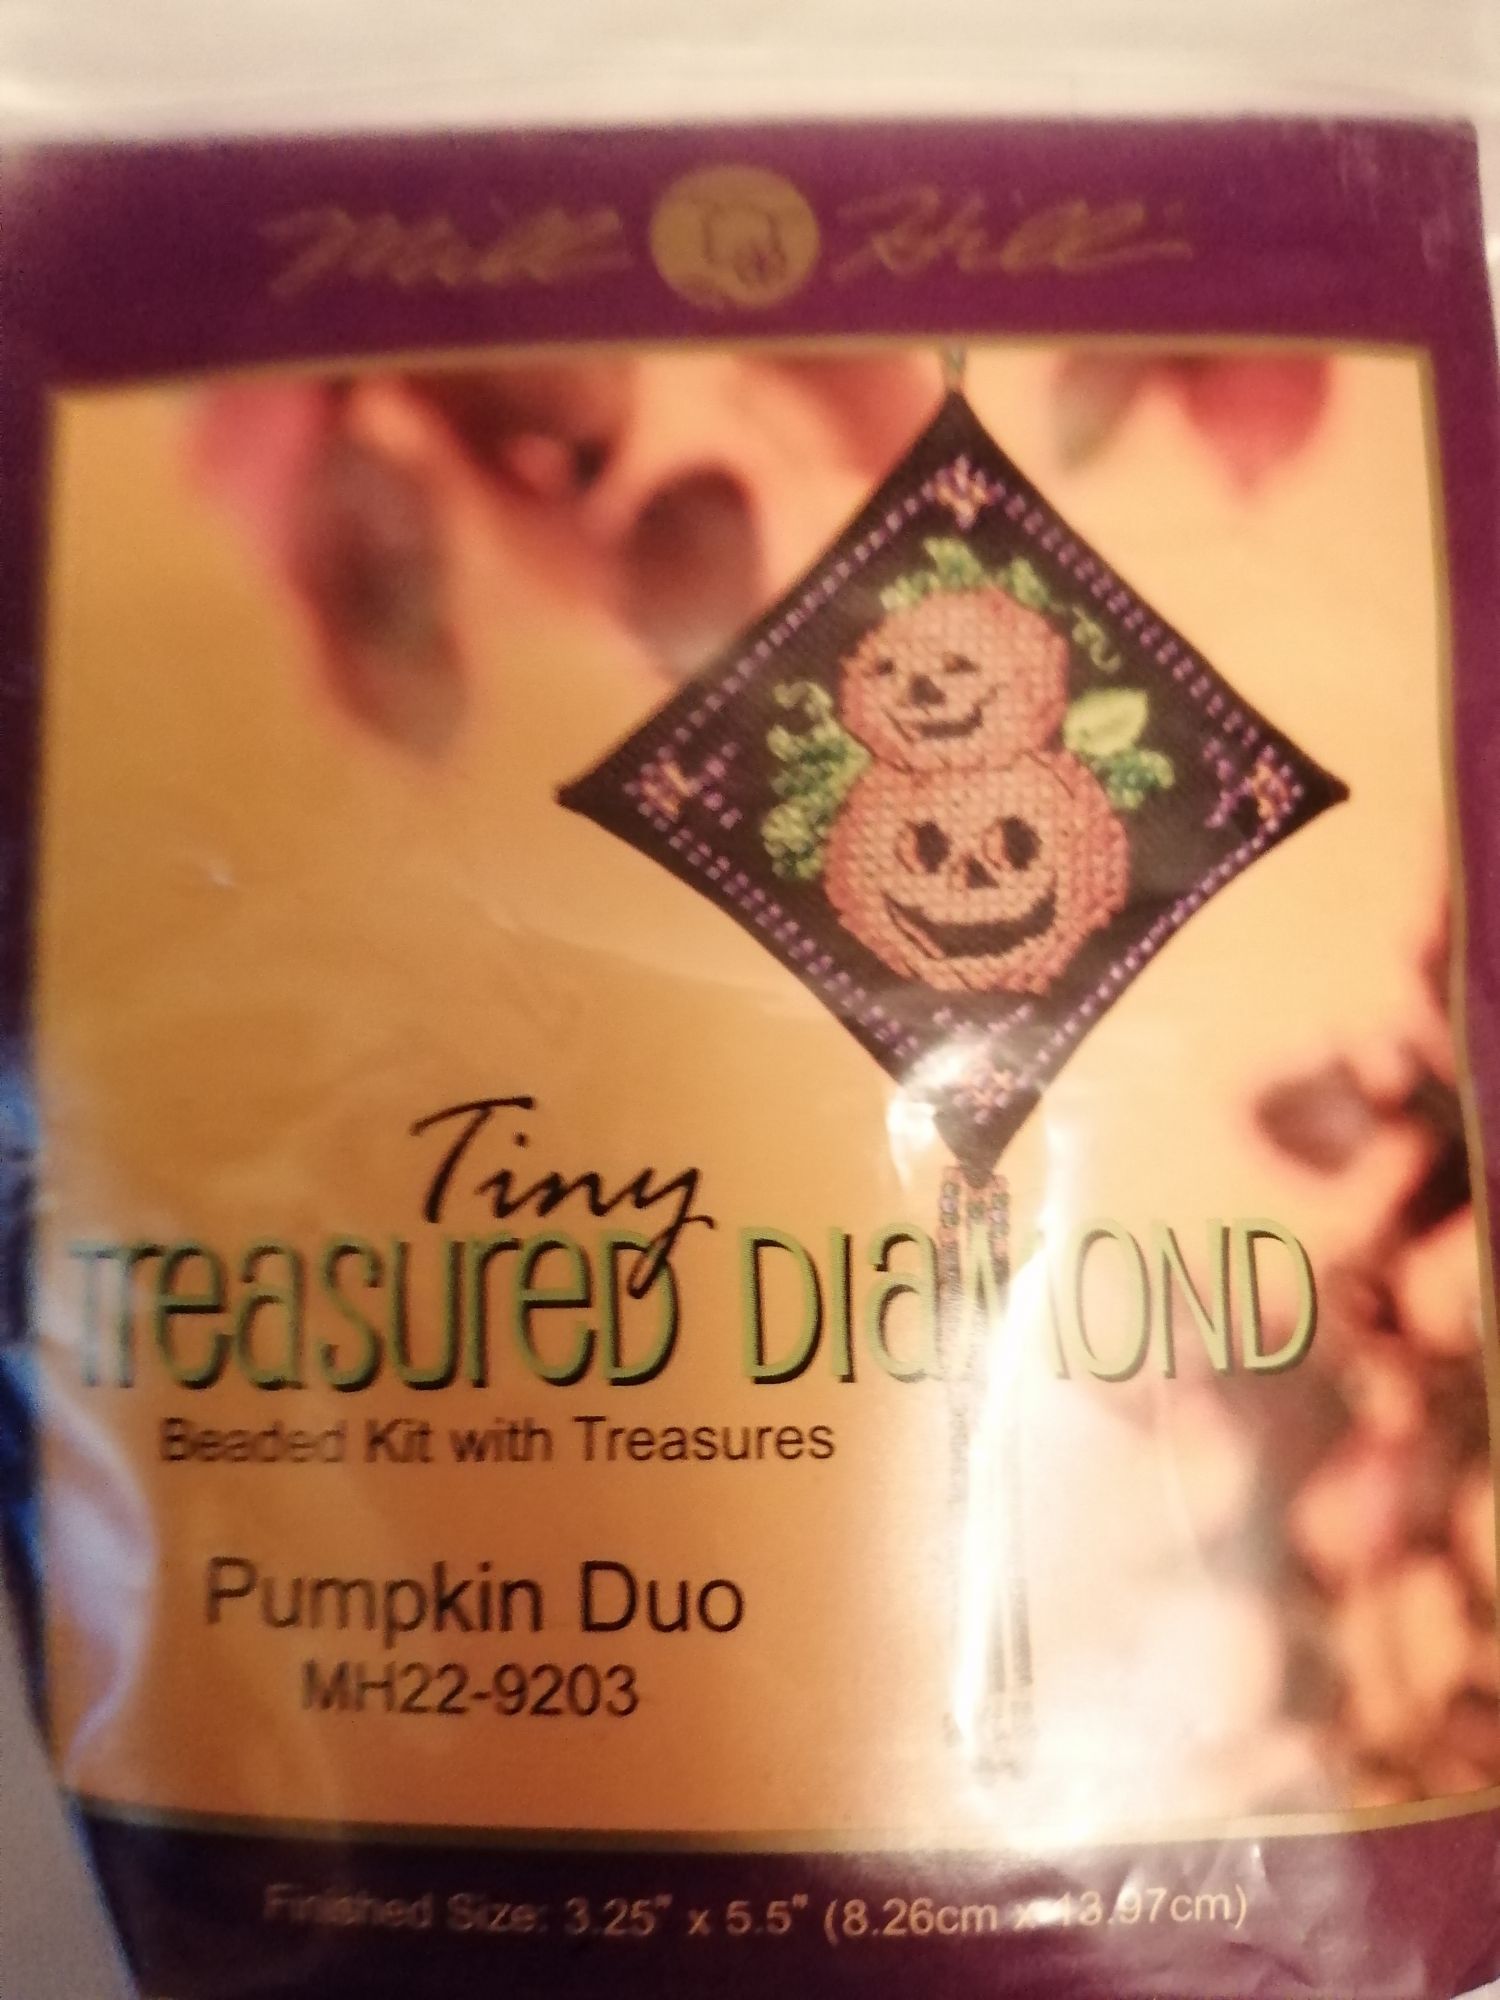 Mill Hill
Tiny
Treasured Diamond
Beaded Kit with Treasures
Pumpkin Duo
MH22-9203
Finished Size: 3.25" x 5.5" (8.26cm x 13.97cm)